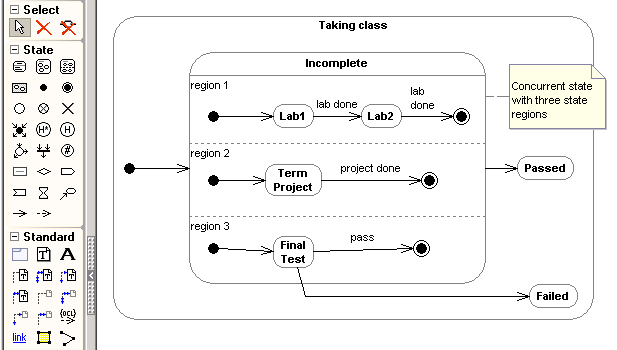 Select
State
H*
H
#
Standard
T
A
T
T
T
T
T
{OCL}
link
Taking class
Incomplete
region 1
Lab1
lab done
Lab2
lab
done
Concurrent state
with three state
regions
region 2
Term
Project
project done
Passed
region 3
Final
Test
pass
Failed